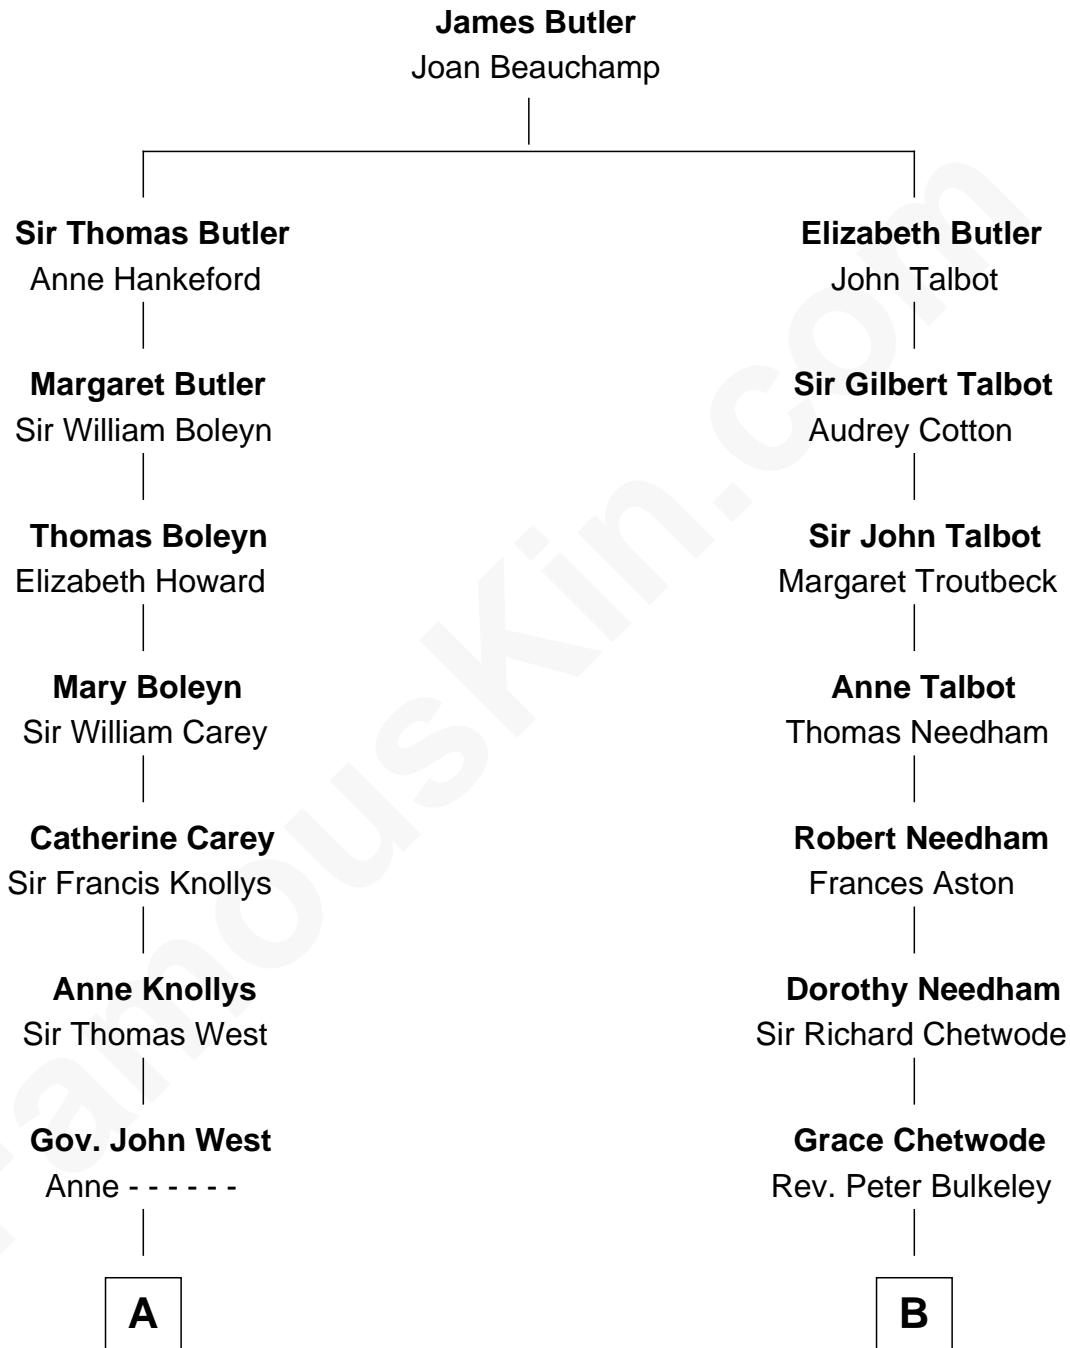 James Butler
Joan Beauchamp
Sir Thomas Butler
Anne Hankeford
Margaret Butler
Sir William Boleyn
Thomas Boleyn
Elizabeth Howard
Mary Boleyn
Sir William Carey
Catherine Carey
Sir Francis Knollys
Anne Knollys
Sir Thomas West
Gov. John West
Anne - - - - - -
A
Elizabeth Butler
John Talbot
Sir Gilbert Talbot
Audrey Cotton
Sir John Talbot
Margaret Troutbeck
Anne Talbot
Thomas Needham
Robert Needham
Frances Aston
Dorothy Needham
Sir Richard Chetwode
Grace Chetwode
Rev. Peter Bulkeley
B
FamousKin.com